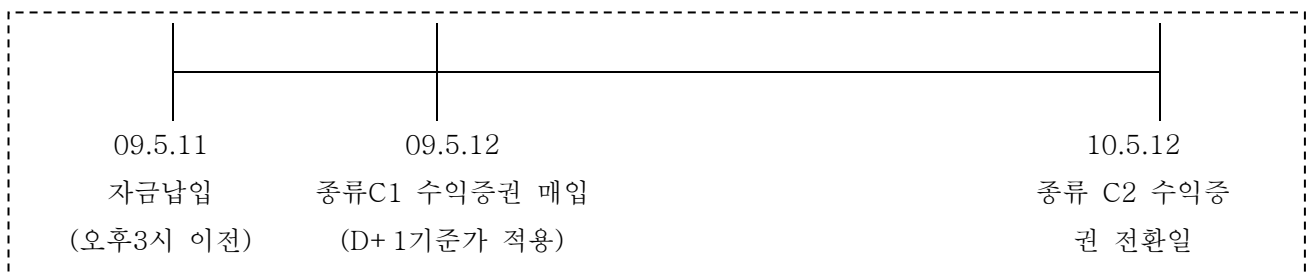 09.5.11 09.5.12 10.5.12
자금납입 종류C1 수익증권 매입 종류 C2 수익증
(오후3시 이전) (D+1기준가 적용) 권 전환일